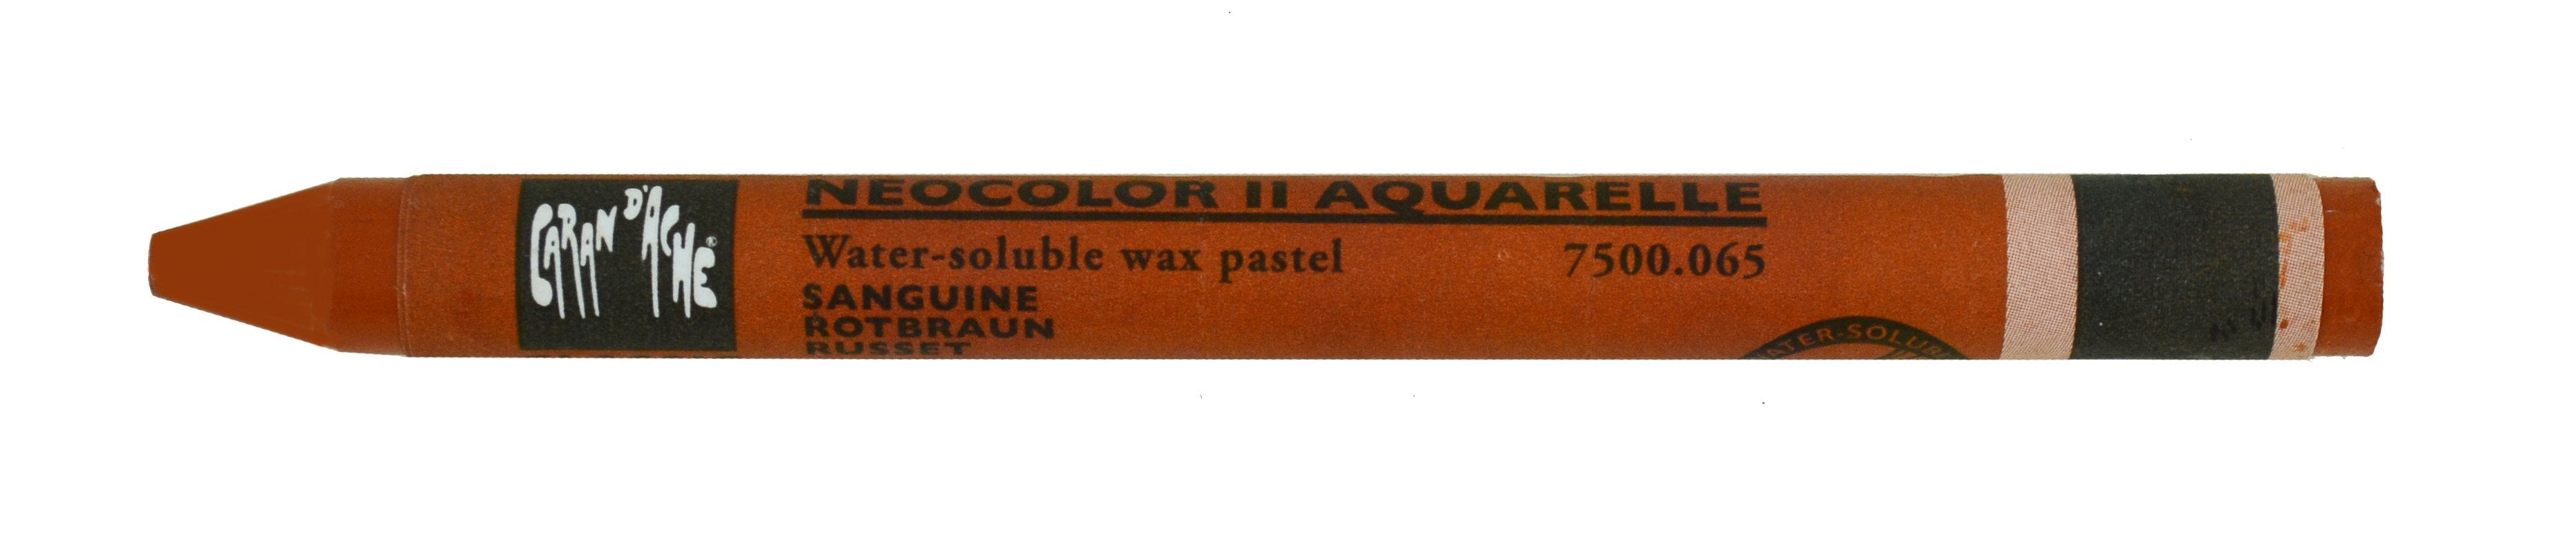 CARAN D'ACHE®
NEOCOLOR II AQUARELLE
Water-soluble wax pastel 7500.065
SANGUINE
ROTBRAUN
RUSSET